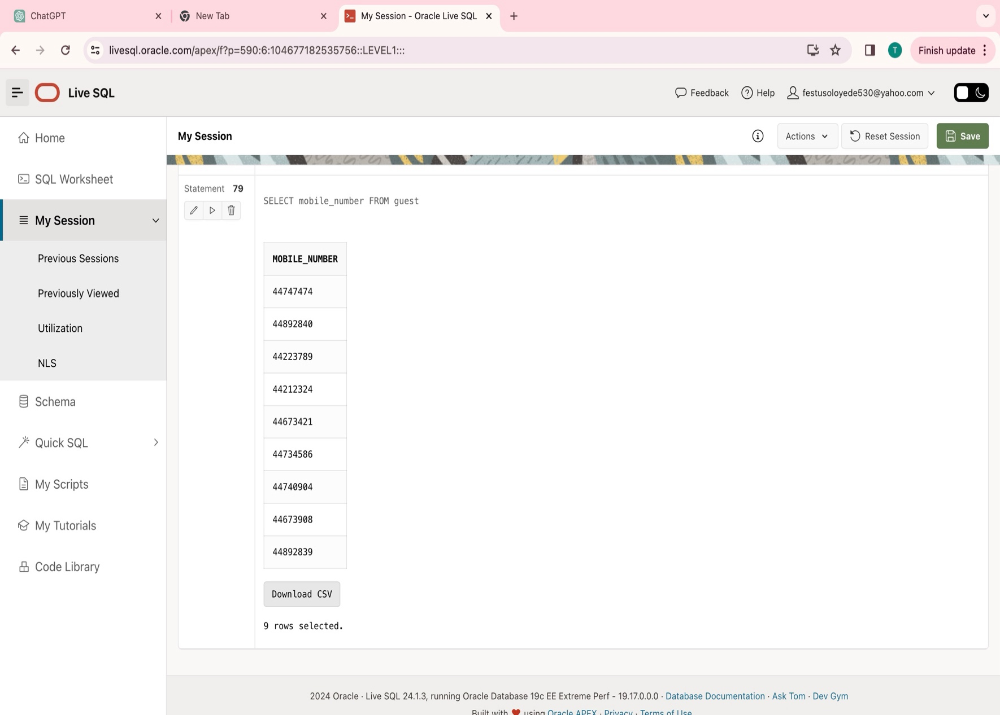 ChatGPT
New Tab
My Session - Oracle Live SQL
livesql.oracle.com/apex/f?p=590:6:104677182535756::LEVEL1:::
T
Finish update
Live SQL
Feedback
Help
festusoloyede530@yahoo.com
Home
SQL Worksheet
My Session
Previous Sessions
Previously Viewed
Utilization
NLS
Schema
Quick SQL
My Scripts
My Tutorials
Code Library
My Session
Actions
Reset Session
Save
Statement 79
SELECT mobile_number FROM guest
MOBILE_NUMBER
44747474
44892840
44223789
44212324
44673421
44734586
44740904
44673908
44892839
Download CSV
9 rows selected.
2024 Oracle · Live SQL 24.1.3, running Oracle Database 19c EE Extreme Perf - 19.17.0.0.0 · Database Documentation · Ask Tom · Dev Gym
Built with ❤ using Oracle APEX · Privacy · Terms of Use